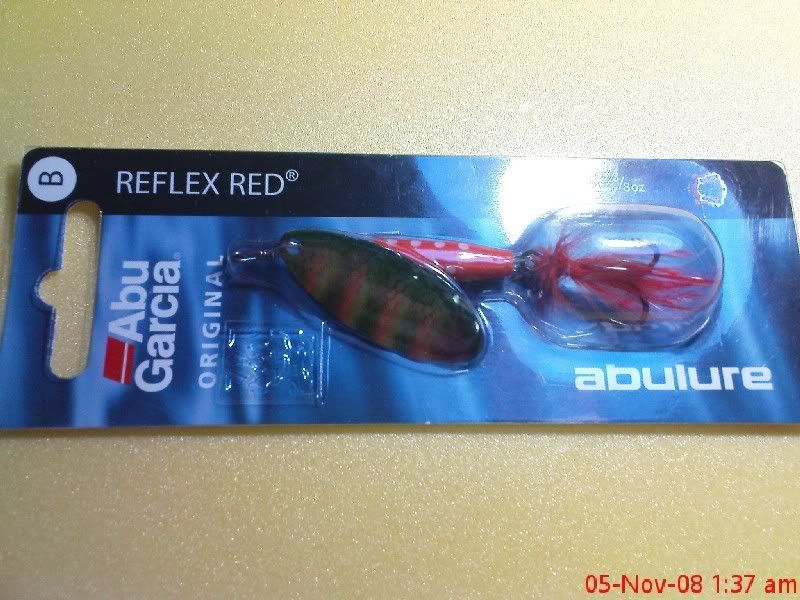 B
REFLEX RED®
Abu
Garcia®
ORIGINAL
abulure
05-Nov-08 1:37 am